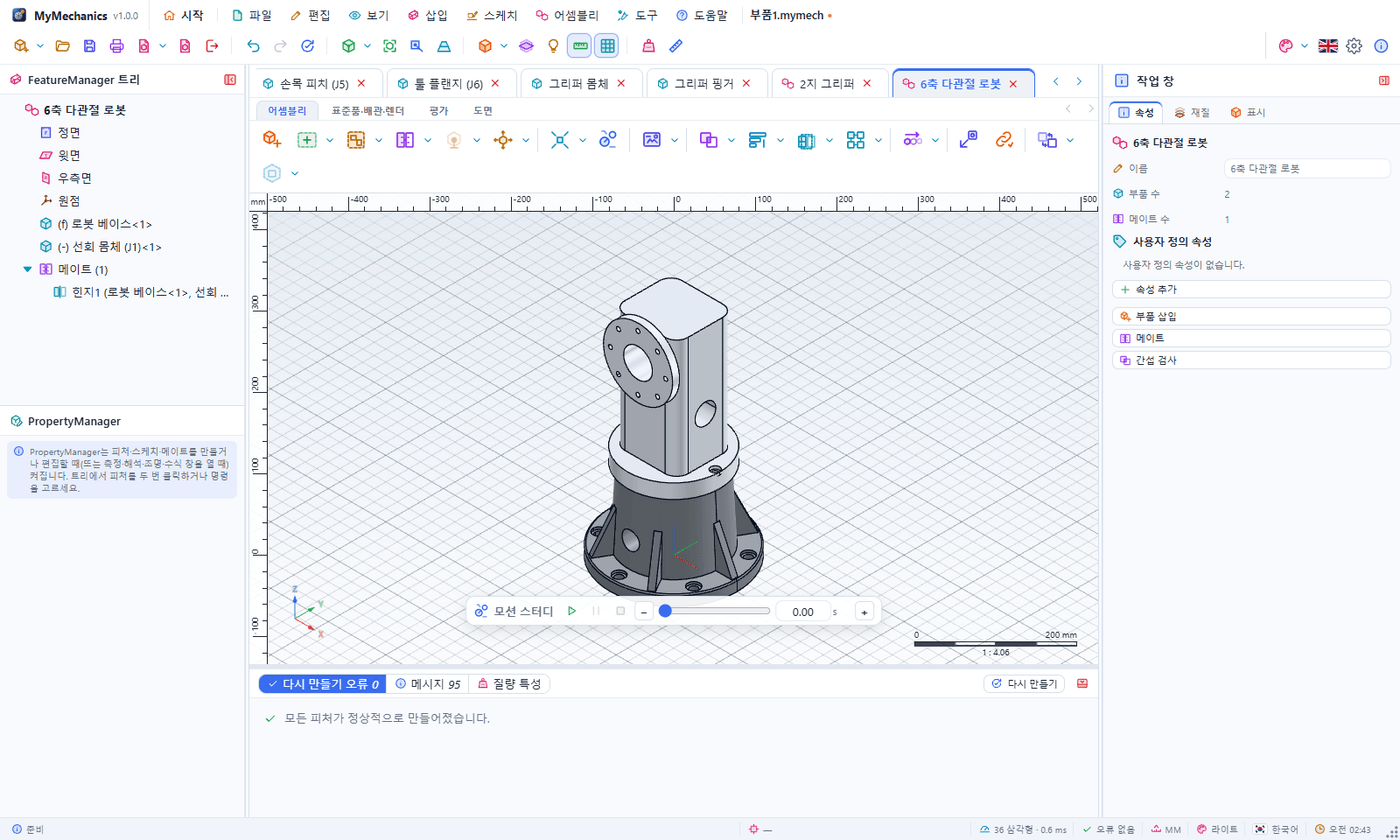 MyMechanics v1.0.0
시작
파일
편집
보기
삽입
스케치
어셈블리
도구
도움말
부품1.mymech
FeatureManager 트리
6축 다관절 로봇
정면
윗면
우측면
원점
(f) 로봇 베이스<1>
(-) 선회 몸체 (J1)<1>
메이트 (1)
힌지1 (로봇 베이스<1>, 선회 ...
PropertyManager
PropertyManager는 피처·스케치·메이트를 만들거
나 편집할 때(또는 측정·해석·조명·수식 창을 열 때)
켜집니다. 트리에서 피처를 두 번 클릭하거나 명령
을 고르세요.
손목 피치 (J5)
툴 플랜지 (J6)
그리퍼 몸체
그리퍼 핑거
2지 그리퍼
6축 다관절 로봇
어셈블리
표준품·배관·렌더
평가
도면
mm
-500
-400
-300
-200
-100
0
100
200
300
400
500
400
300
200
100
0
-100
Z
Y
X
모션 스터디
0.00
s
0
200 mm
1 : 4.06
다시 만들기 오류 0
메시지 95
질량 특성
다시 만들기
모든 피처가 정상적으로 만들어졌습니다.
작업 창
속성
재질
표시
6축 다관절 로봇
이름
6축 다관절 로봇
부품 수
2
메이트 수
1
사용자 정의 속성
사용자 정의 속성이 없습니다.
속성 추가
부품 삽입
메이트
간섭 검사
준비
—
36 삼각형 · 0.6 ms
오류 없음
MM
라이트
한국어
오전 02:43